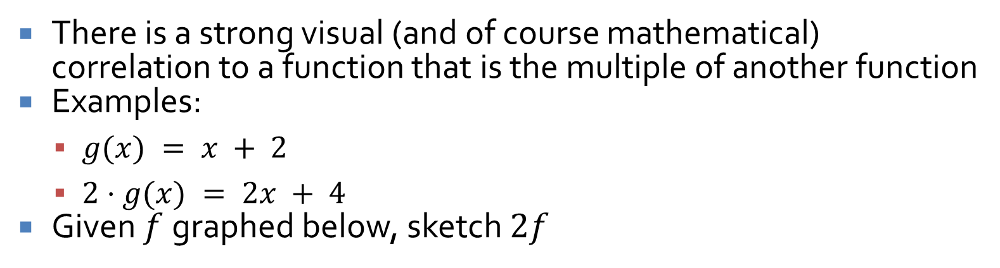 ▪ There is a strong visual (and of course mathematical)
correlation to a function that is the multiple of another function
▪ Examples:
▪ g(x) = x + 2
▪ 2 · g(x) = 2x + 4
▪ Given f graphed below, sketch 2f